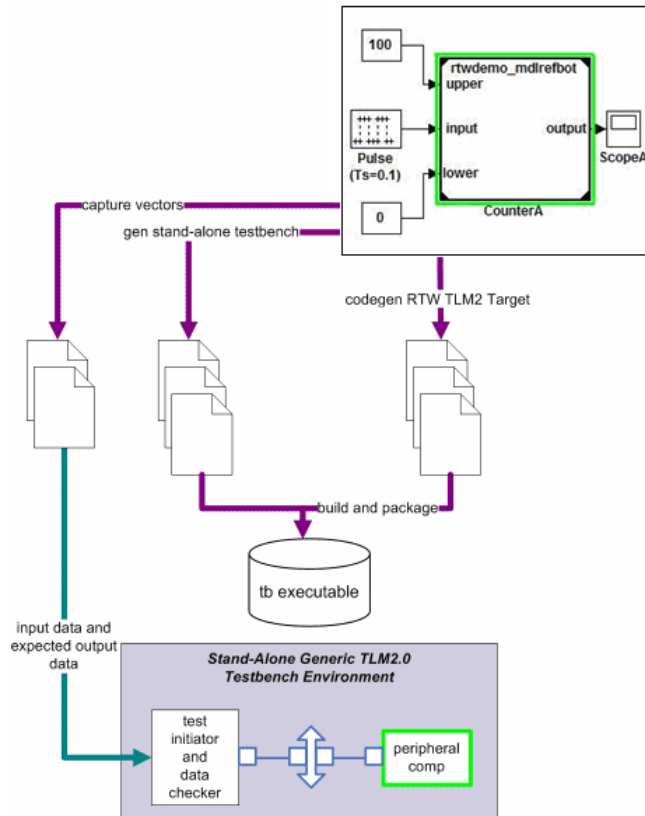 100
rtwdemo_mdlrefbot
upper
input
output
Pulse
(Ts=0.1)
ScopeA
lower
0
CounterA
capture vectors
gen stand-alone testbench
codegen RTW TLM2 Target
build and package
tb executable
input data and
expected output
data
Stand-Alone Generic TLM2.0
Testbench Environment
test
initiator
and
data
checker
peripheral
comp